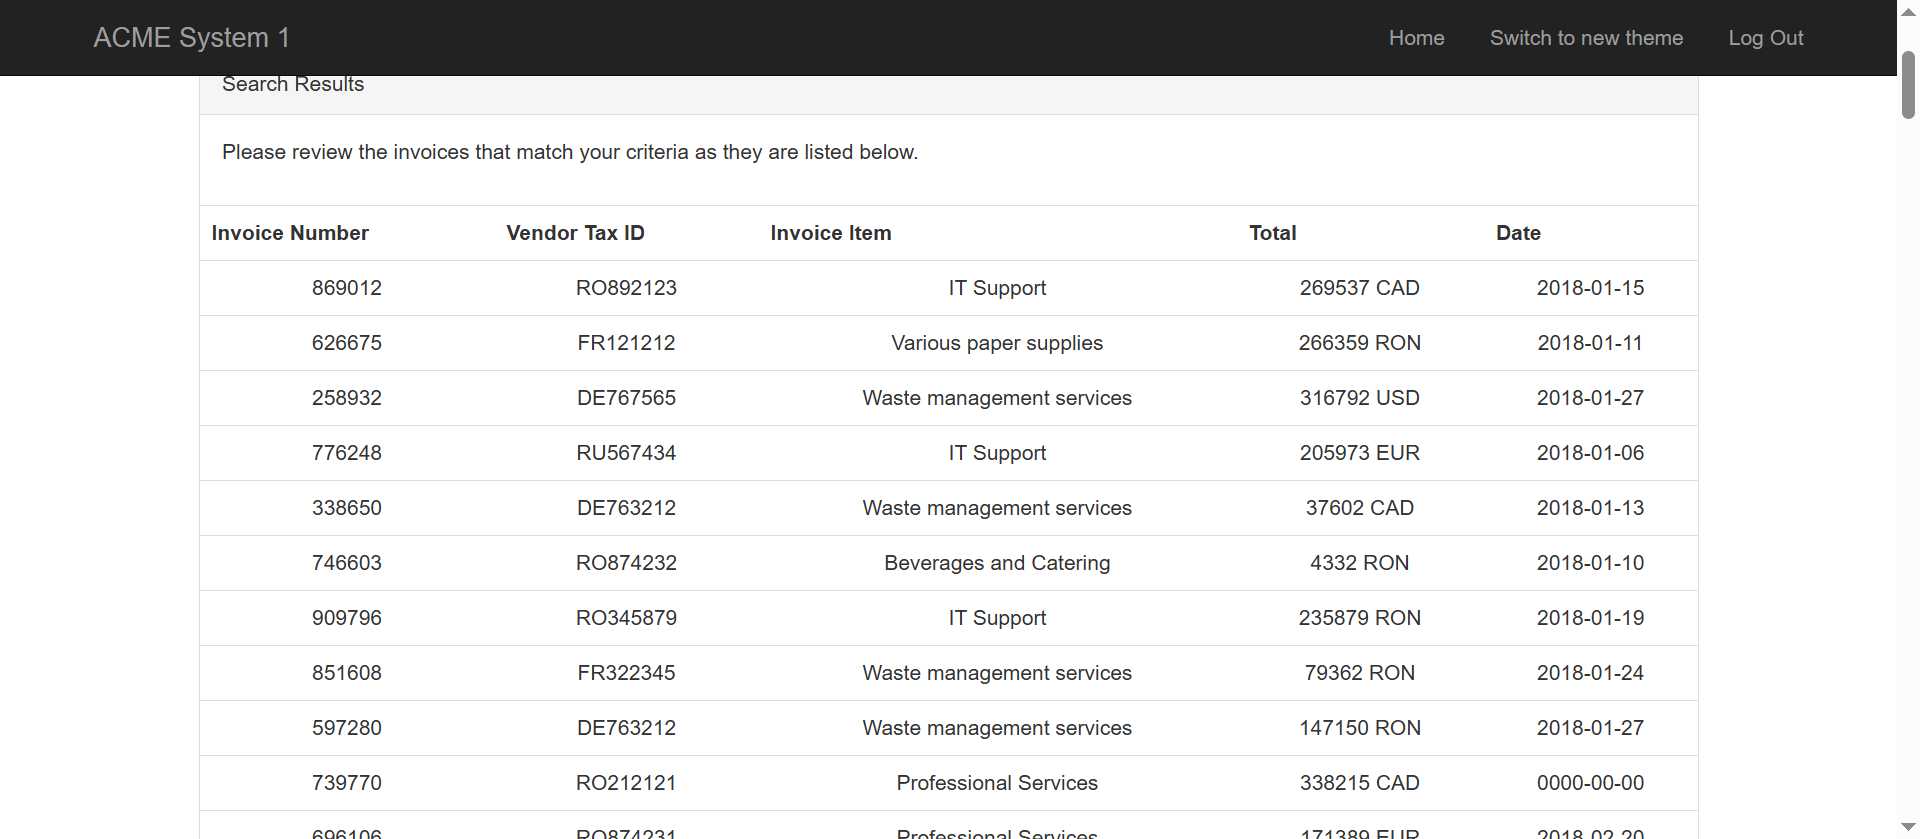 ACME System 1 Home Switch to new theme Log Out
Search Results
Please review the invoices that match your criteria as they are listed below.
Invoice Number Vendor Tax ID Invoice Item Total Date
869012 RO892123 IT Support 269537 CAD 2018-01-15
626675 FR121212 Various paper supplies 266359 RON 2018-01-11
258932 DE767565 Waste management services 316792 USD 2018-01-27
776248 RU567434 IT Support 205973 EUR 2018-01-06
338650 DE763212 Waste management services 37602 CAD 2018-01-13
746603 RO874232 Beverages and Catering 4332 RON 2018-01-10
909796 RO345879 IT Support 235879 RON 2018-01-19
851608 FR322345 Waste management services 79362 RON 2018-01-24
597280 DE763212 Waste management services 147150 RON 2018-01-27
739770 RO212121 Professional Services 338215 CAD 0000-00-00
696106 RO874231 Professional Services 171389 EUR 2018-02-20